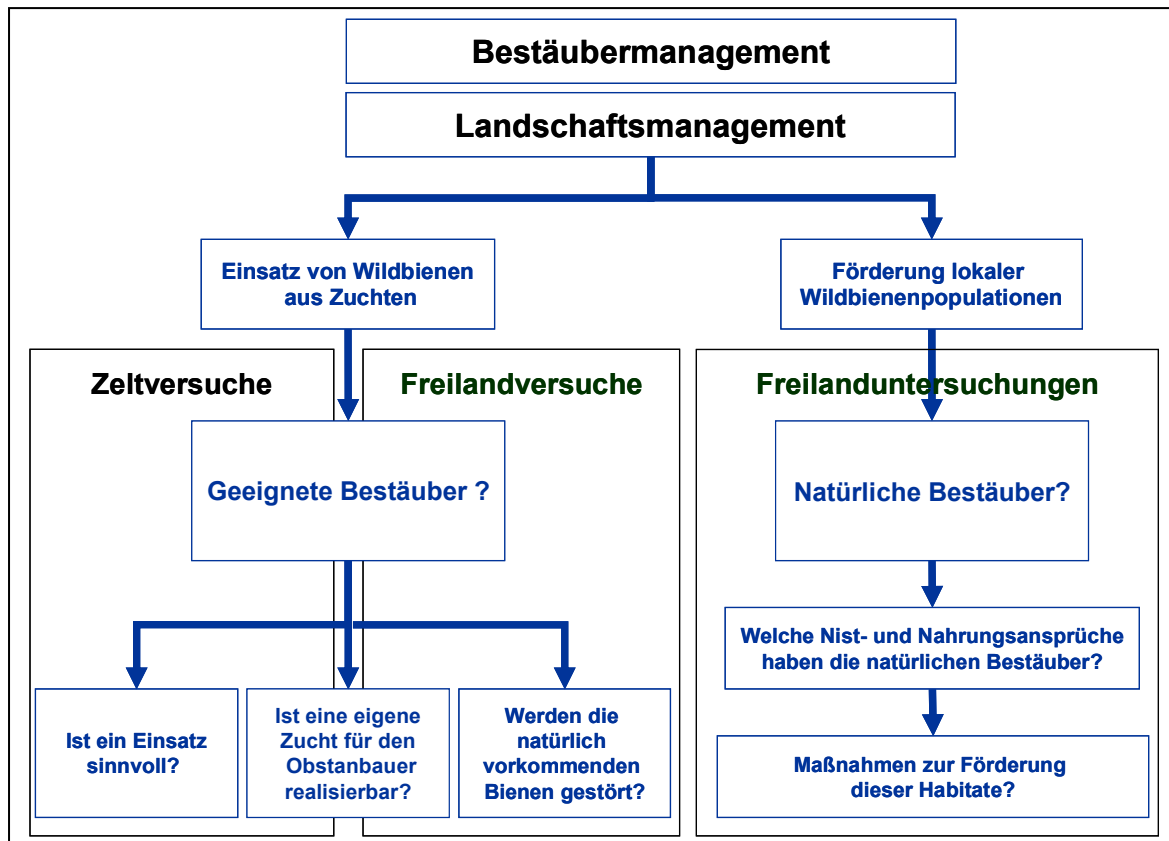 Bestäubermanagement
Landschaftsmanagement
Einsatz von Wildbienen
aus Zuchten
Förderung lokaler
Wildbienenpopulationen
Zeltversuche
Freilandversuche
Freilanduntersuchungen
Geeignete Bestäuber ?
Natürliche Bestäuber?
Ist ein Einsatz
sinnvoll?
Ist eine eigene
Zucht für den
Obstanbauer
realisierbar?
Werden die
natürlich
vorkommenden
Bienen gestört?
Welche Nist- und Nahrungsansprüche
haben die natürlichen Bestäuber?
Maßnahmen zur Förderung
dieser Habitate?